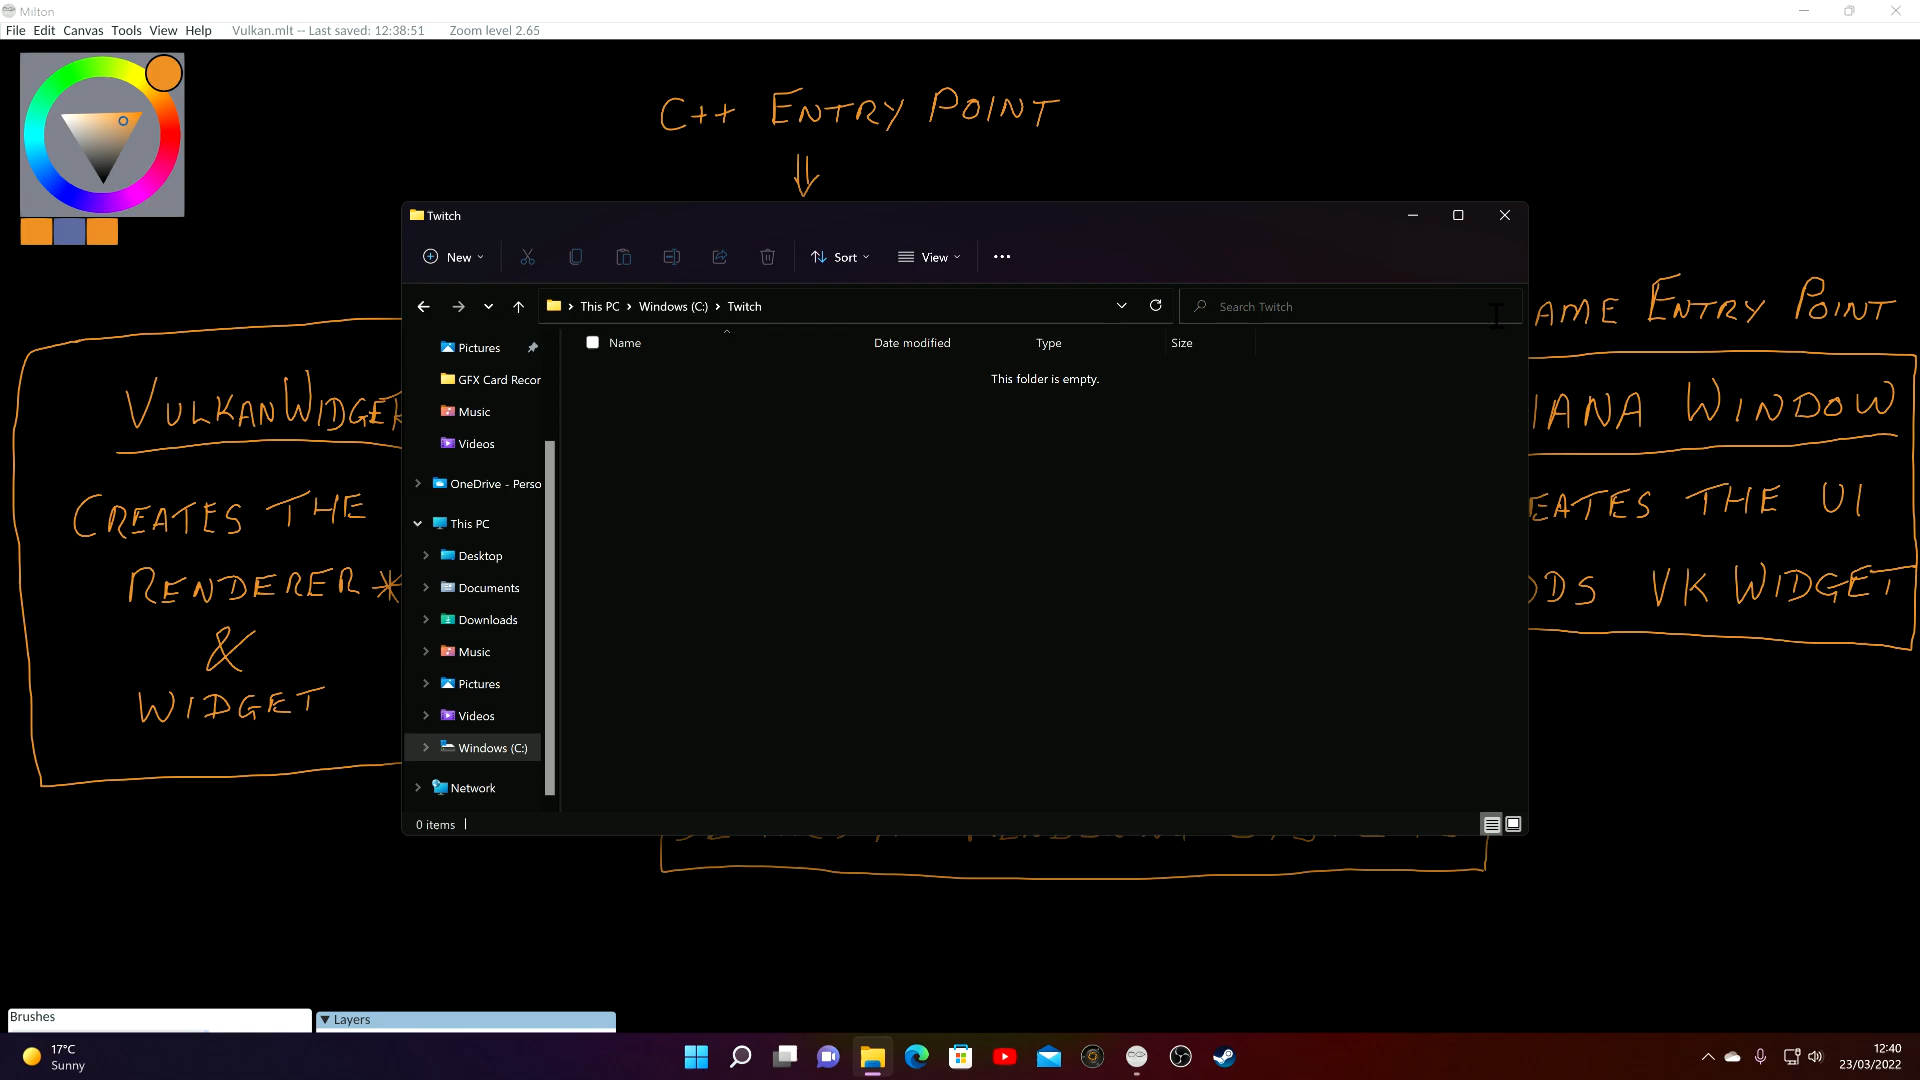 Milton
File Edit Canvas Tools View Help Vulkan.mlt -- Last saved: 12:38:51 Zoom level 2.65
C++ ENTRY POINT
Twitch
New Sort View
This PC Windows (C:) Twitch Search Twitch
AME ENTRY POINT
Name Date modified Type Size
This folder is empty.
Pictures
GFX Card Recor
Music
Videos
OneDrive - Perso
This PC
Desktop
Documents
Downloads
Music
Pictures
Videos
Windows (C:)
Network
0 items
VULKANWIDGET
CREATES THE
RENDERER *
&
WIDGET
IANA WINDOW
EATES THE UI
DDS VK WIDGET
Brushes
Layers
17°C
Sunny
12:40
23/03/2022